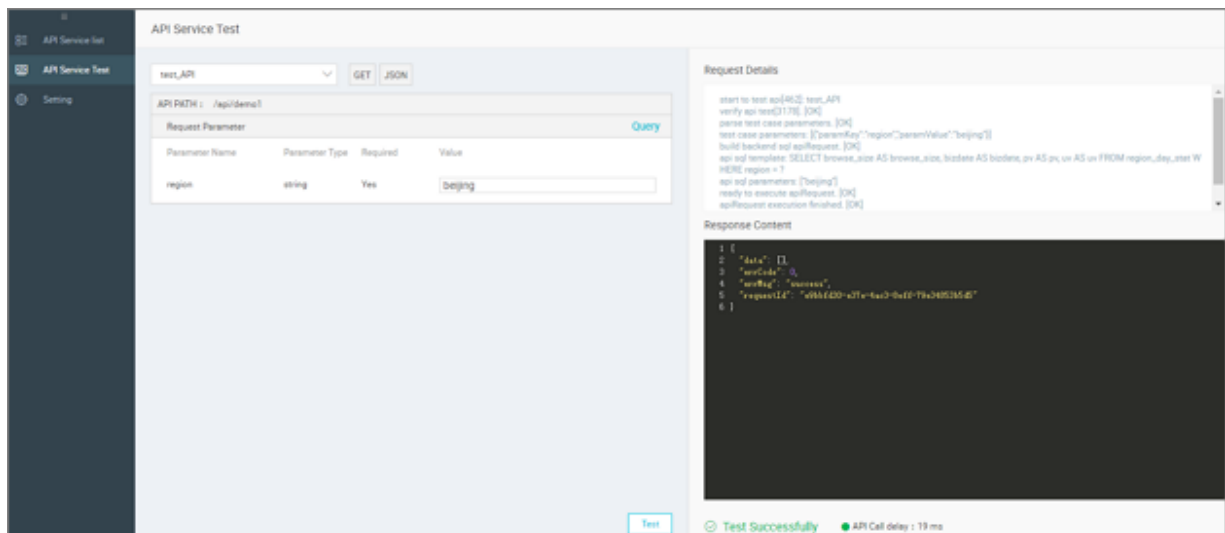 API Service list
API Service Test
Setting
API Service Test
test_API
GET JSON
API PATH : /api/demo1
Request Parameter Query
Parameter Name Parameter Type Required Value
region string Yes beijing
Test
Request Details
start to test api[462]: test_API
verify api test[3178]. [OK]
parse test case parameters. [OK]
test case parameters: [{"paramKey":"region","paramValue":"beijing"}]
build backend sql apiRequest. [OK]
api sql template: SELECT browse_size AS browse_size, bizdate AS bizdate, pv AS pv, uv AS uv FROM region_day_stat W
HERE region = ?
api sql parameters: ["beijing"]
ready to execute apiRequest. [OK]
apiRequest execution finished. [OK]
Response Content
1 {
2 "data": [],
3 "errCode": 0,
4 "errMsg": "success",
5 "requestId":
6 }
Test Successfully API Call delay : 19 ms